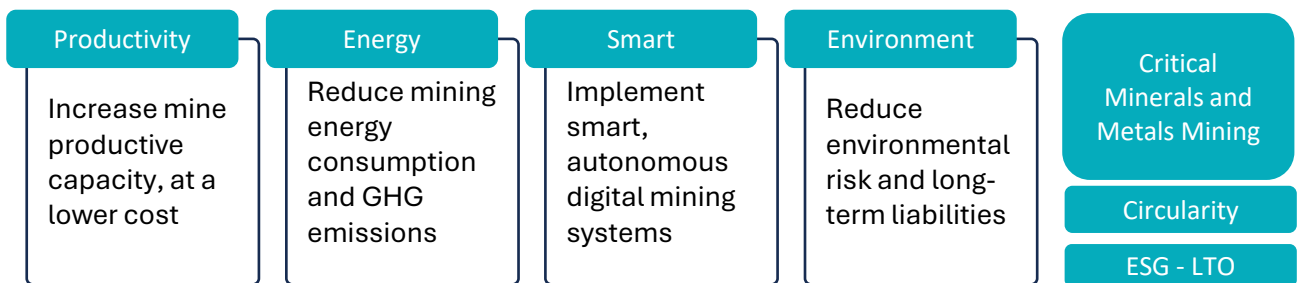 Productivity
Increase mine
productive
capacity, at a
lower cost
Energy
Reduce mining
energy
consumption
and GHG
emissions
Smart
Implement
smart,
autonomous
digital mining
systems
Environment
Reduce
environmental
risk and long-
term liabilities
Critical
Minerals and
Metals Mining
Circularity
ESG - LTO